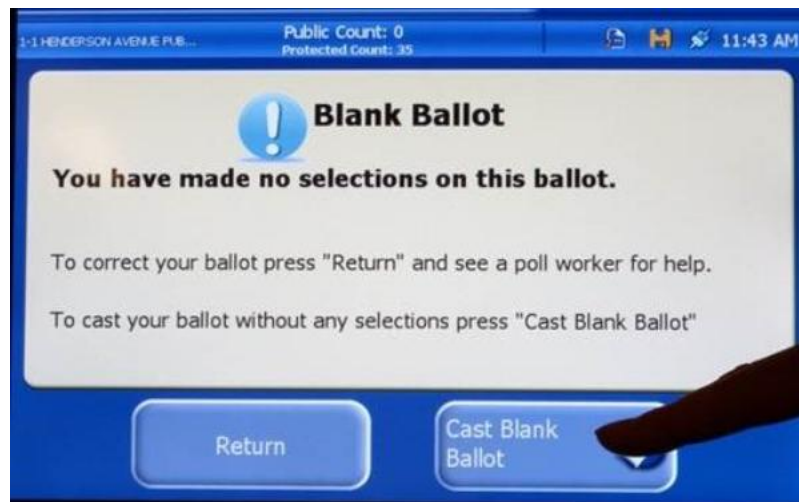 1-1 HENDERSON AVENUE PUB...
Public Count: 0
Protected Count: 35
11:43 AM
Blank Ballot
You have made no selections on this ballot.
To correct your ballot press "Return" and see a poll worker for help.
To cast your ballot without any selections press "Cast Blank Ballot"
Return
Cast Blank
Ballot